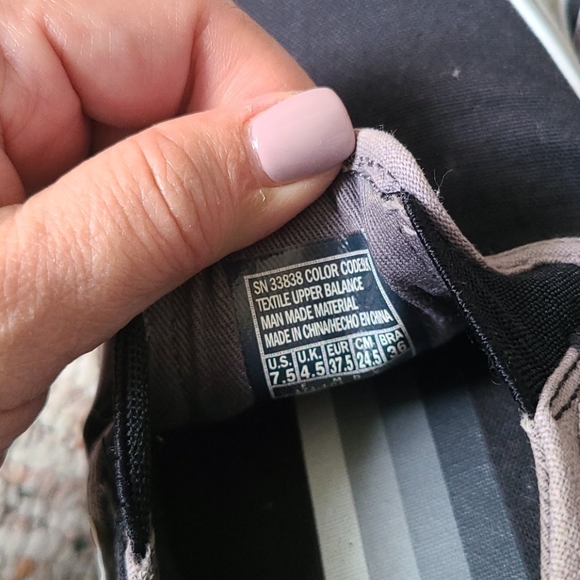 SN 33838 COLOR CODE
TEXTILE UPPER BALANCE
MAN MADE MATERIAL
MADE IN CHINA/HECHO EN CHINA
U.S. U.K. EUR CM BRA
7.5 4.5 37.5 24.5 36